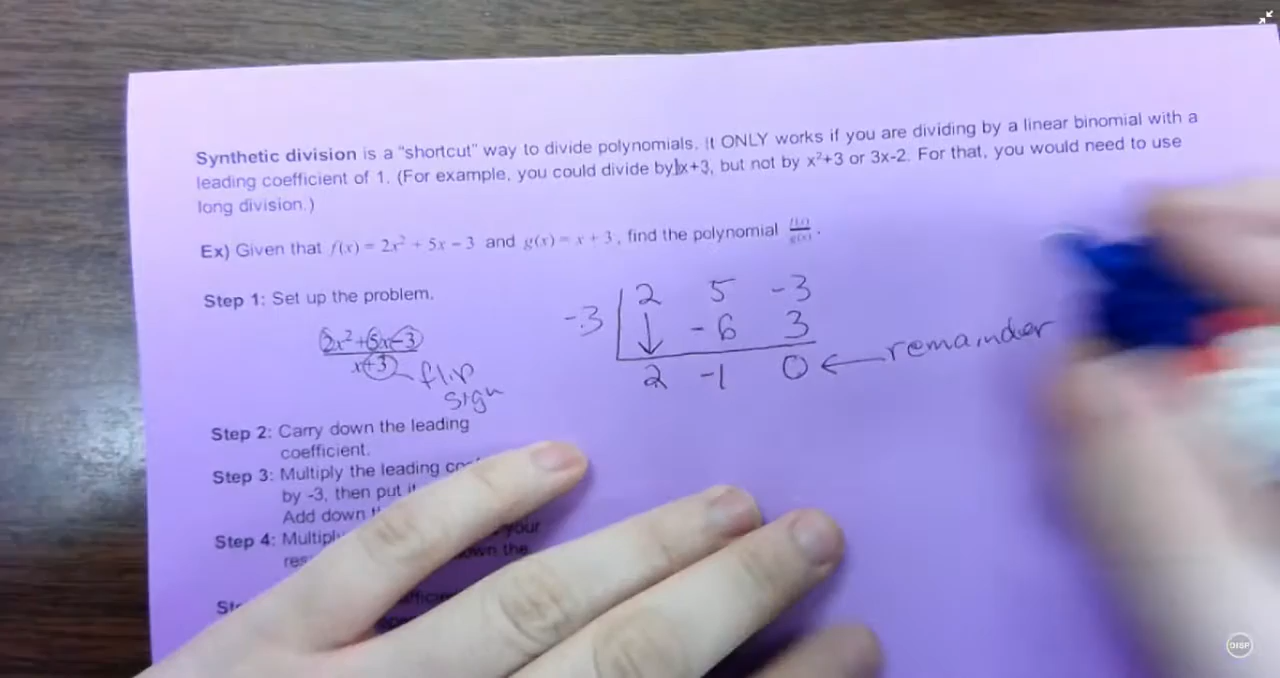 Synthetic division is a "shortcut" way to divide polynomials. It ONLY works if you are dividing by a linear binomial with a
leading coefficient of 1. (For example, you could divide by 1x+3, but not by x²+3 or 3x-2. For that, you would need to use
long division.)
Ex) Given that f(x) = 2x² + 5x − 3 and g(x) = x + 3, find the polynomial f(x)/g(x).
Step 1: Set up the problem.
2x²+5x-3
x+3
flip
sign
-3 2 5 -3
↓ -6 3
2 -1 0 ← remainder
Step 2: Carry down the leading
coefficient.
Step 3: Multiply the leading
by -3, then put
Add down
Step 4: your
down the
DISP